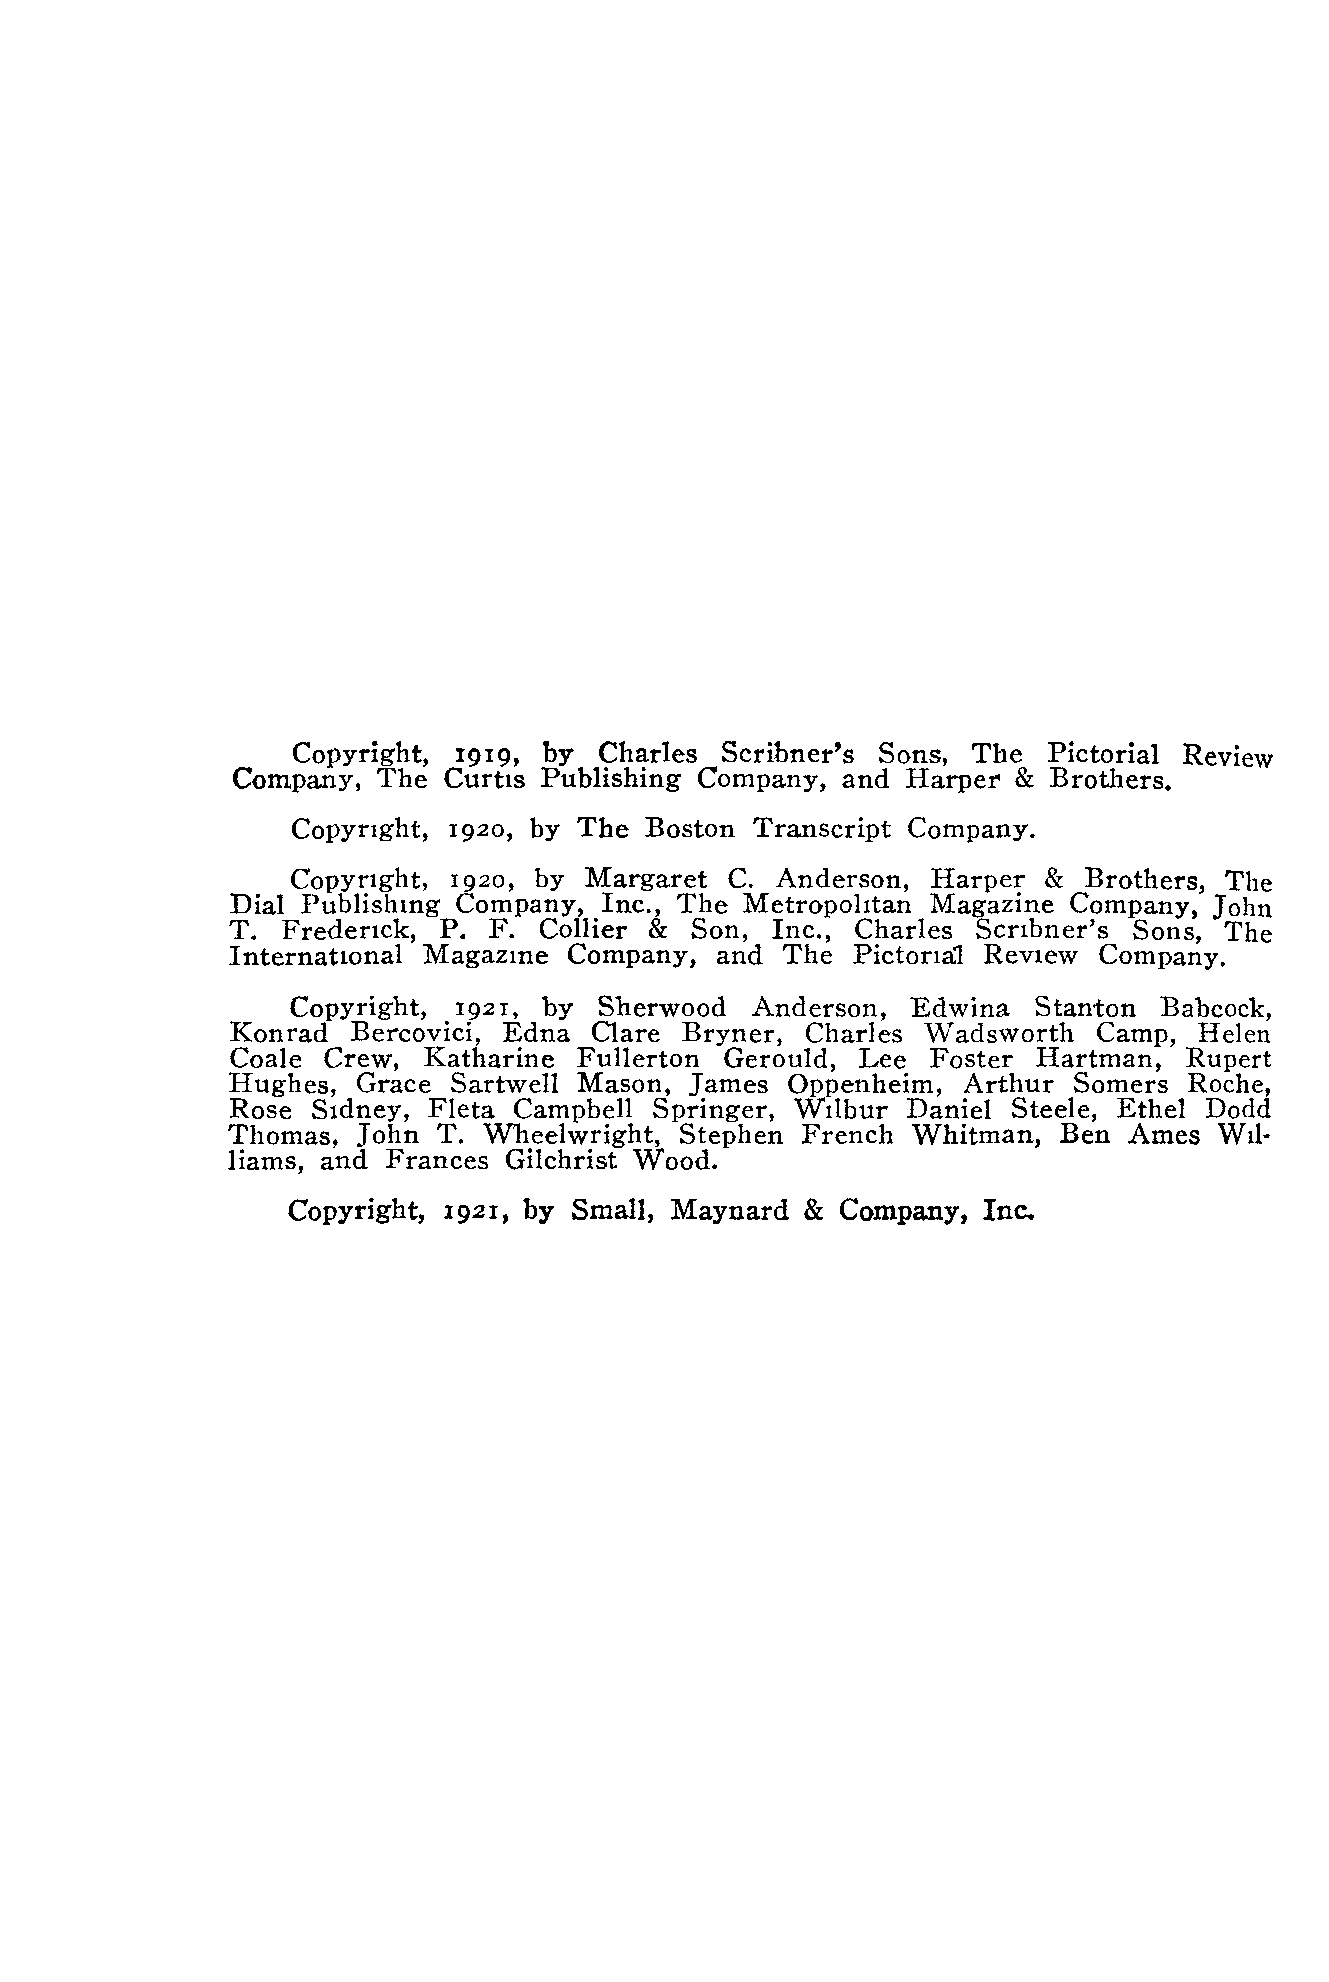 Copyright, 1919, by Charles Scribner's Sons, The Pictorial Review
Company, The Curtis Publishing Company, and Harper & Brothers.
Copyright, 1920, by The Boston Transcript Company.
Copyright, 1920, by Margaret C. Anderson, Harper & Brothers, The
Dial Publishing Company, Inc., The Metropolitan Magazine Company, John
T. Frederick, P. F. Collier & Son, Inc., Charles Scribner's Sons, The
International Magazine Company, and The Pictorial Review Company.
Copyright, 1921, by Sherwood Anderson, Edwina Stanton Babcock,
Konrad Bercovici, Edna Clare Bryner, Charles Wadsworth Camp, Helen
Coale Crew, Katharine Fullerton Gerould, Lee Foster Hartman, Rupert
Hughes, Grace Sartwell Mason, James Oppenheim, Arthur Somers Roche,
Rose Sidney, Fleta Campbell Springer, Wilbur Daniel Steele, Ethel Dodd
Thomas, John T. Wheelwright, Stephen French Whitman, Ben Ames Wil-
liams, and Frances Gilchrist Wood.
Copyright, 1921, by Small, Maynard & Company, Inc.